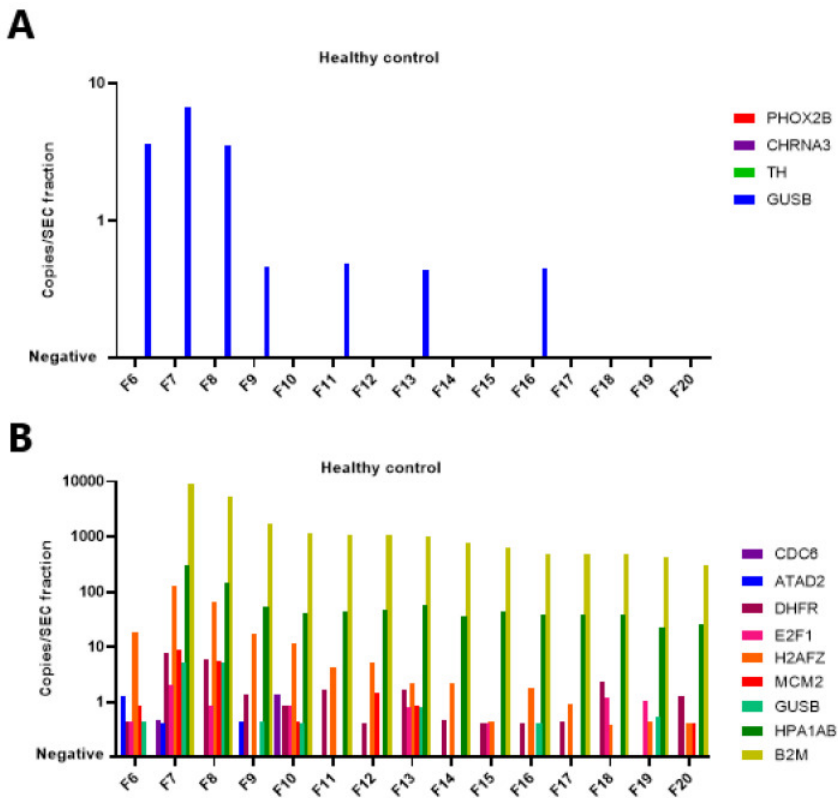 A
Healthy control
Copies/SEC fraction
10
1
Negative
F6 F7 F8 F9 F10 F11 F12 F13 F14 F15 F16 F17 F18 F19 F20
PHOX2B
CHRNA3
TH
GUSB
B
Healthy control
Copies/SEC fraction
10000
1000
100
10
1
Negative
F6 F7 F8 F9 F10 F11 F12 F13 F14 F15 F16 F17 F18 F19 F20
CDC6
ATAD2
DHFR
E2F1
H2AFZ
MCM2
GUSB
HPA1AB
B2M